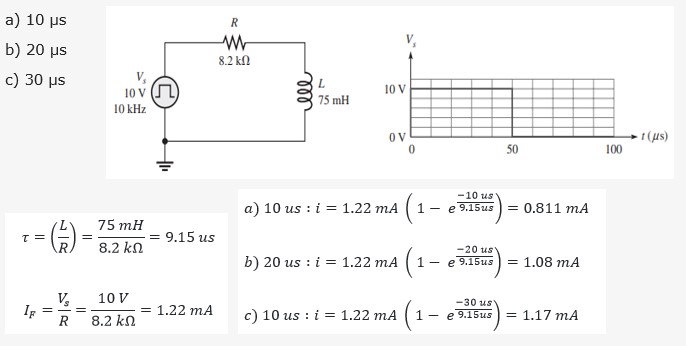 a) 10 µs
b) 20 µs
c) 30 µs
R
8.2 kΩ
V_s
10 V
10 kHz
L
75 mH
V_s
10 V
0 V
0 50 100
t (µs)
τ = (L/R) = 75 mH / 8.2 kΩ = 9.15 us
I_F = V_s/R = 10 V / 8.2 kΩ = 1.22 mA
a) 10 us : i = 1.22 mA (1 − e^(−10 us/9.15us)) = 0.811 mA
b) 20 us : i = 1.22 mA (1 − e^(−20 us/9.15us)) = 1.08 mA
c) 10 us : i = 1.22 mA (1 − e^(−30 us/9.15us)) = 1.17 mA